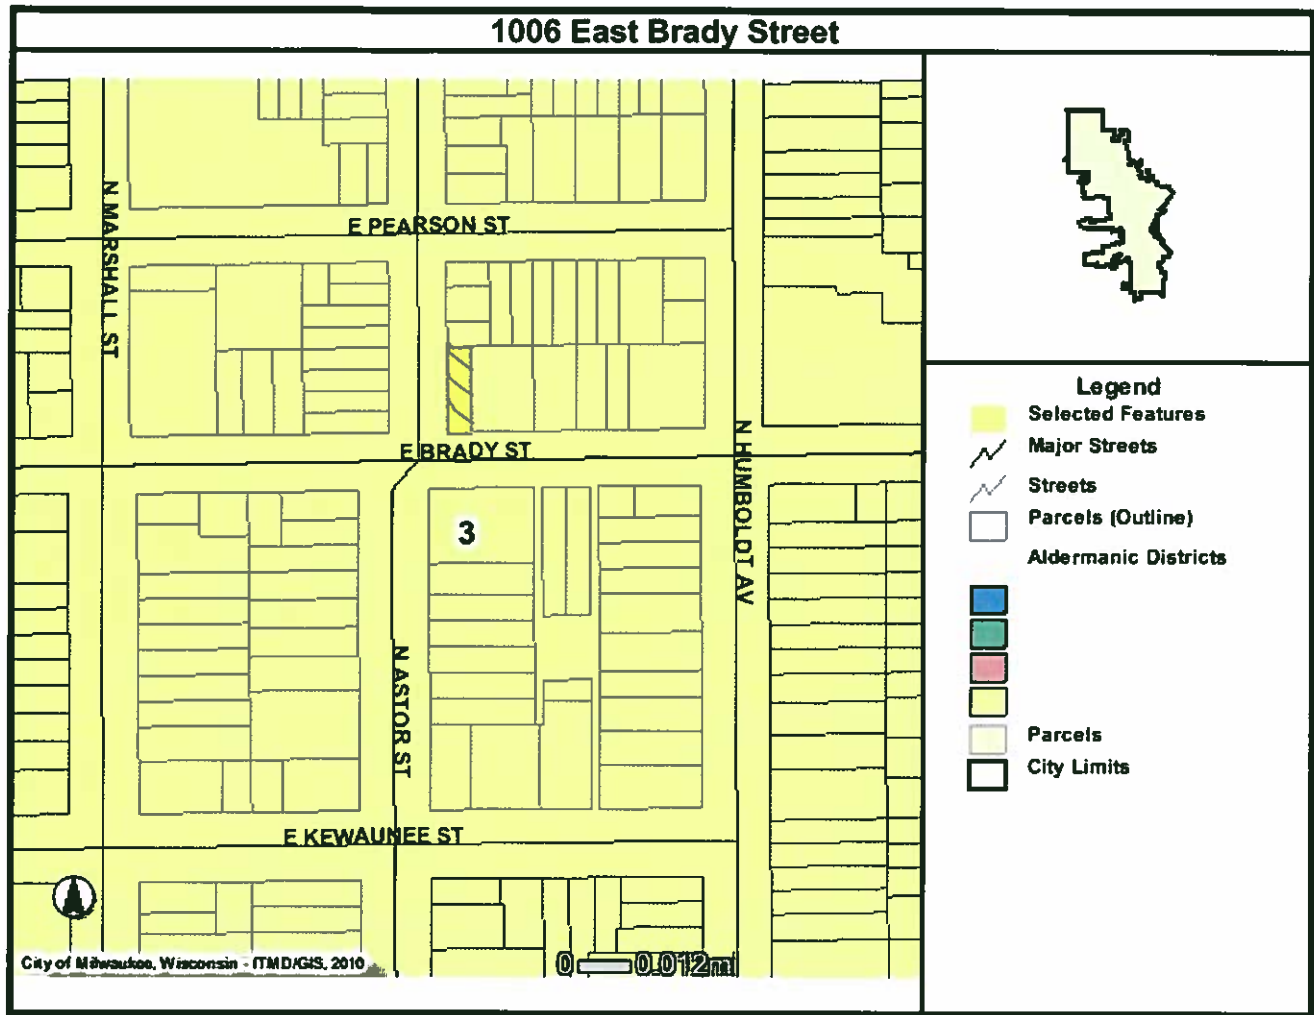 1006 East Brady Street
N MARSHALL ST
E PEARSON ST
E BRADY ST
N HUMBOLDT AV
3
N ASTOR ST
E KEWAUNEE ST
City of Milwaukee, Wisconsin - ITMD/GIS, 2010
0 0.012mi
Legend
Selected Features
Major Streets
Streets
Parcels (Outline)
Aldermanic Districts
Parcels
City Limits